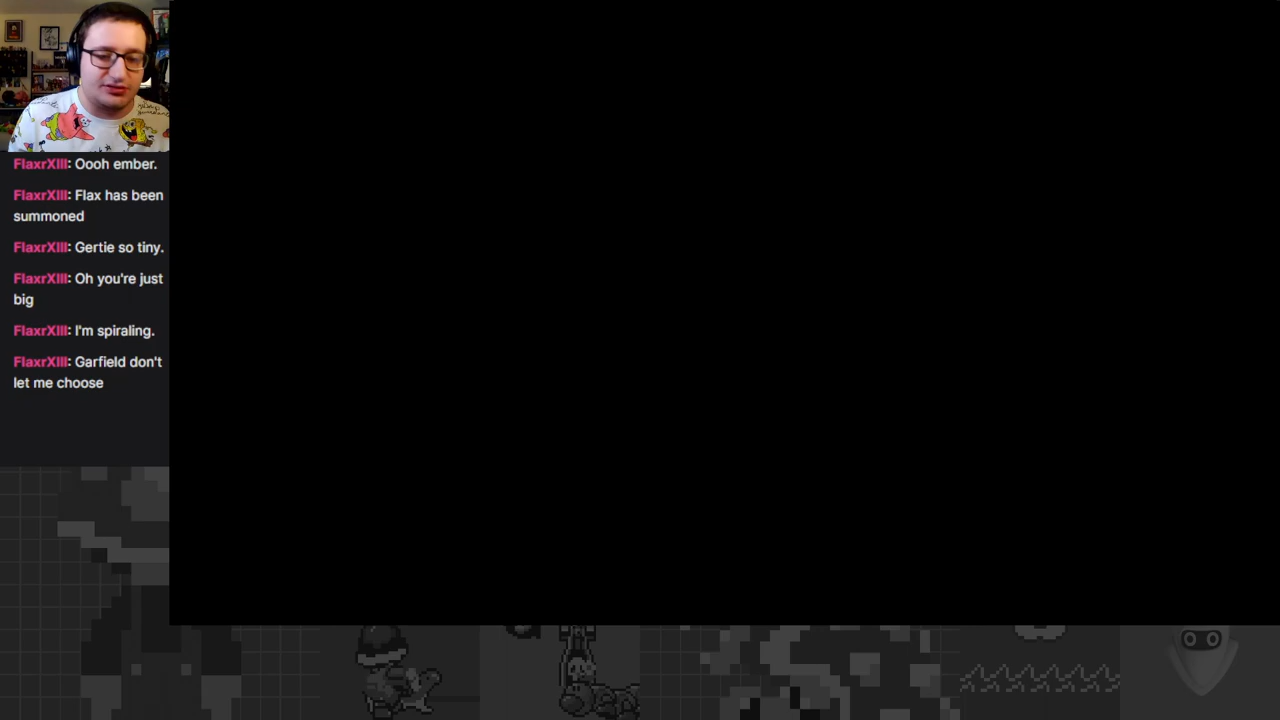 FlaxrXIII: Oooh ember.
FlaxrXIII: Flax has been
summoned
FlaxrXIII: Gertie so tiny.
FlaxrXIII: Oh you're just
big
FlaxrXIII: I'm spiraling.
FlaxrXIII: Garfield don't
let me choose